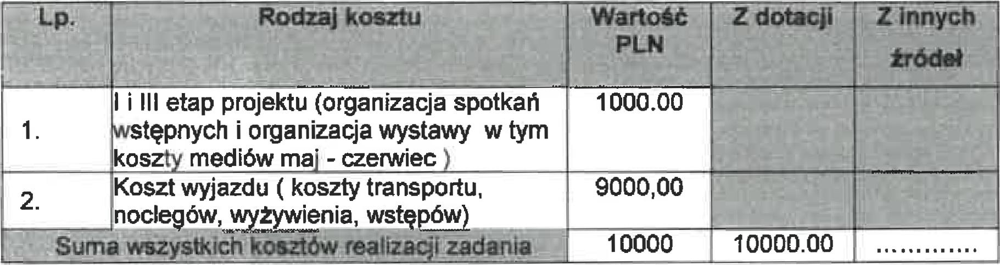 Lp. Rodzaj kosztu Wartość PLN Z dotacji Z innych źródeł
1. I i III etap projektu (organizacja spotkań 1000.00
wstępnych i organizacja wystawy w tym
koszty mediów maj - czerwiec )
2. Koszt wyjazdu ( koszty transportu, 9000,00
noclegów, wyżywienia, wstępów)
Suma wszystkich kosztów realizacji zadania 10000 10000.00 .............